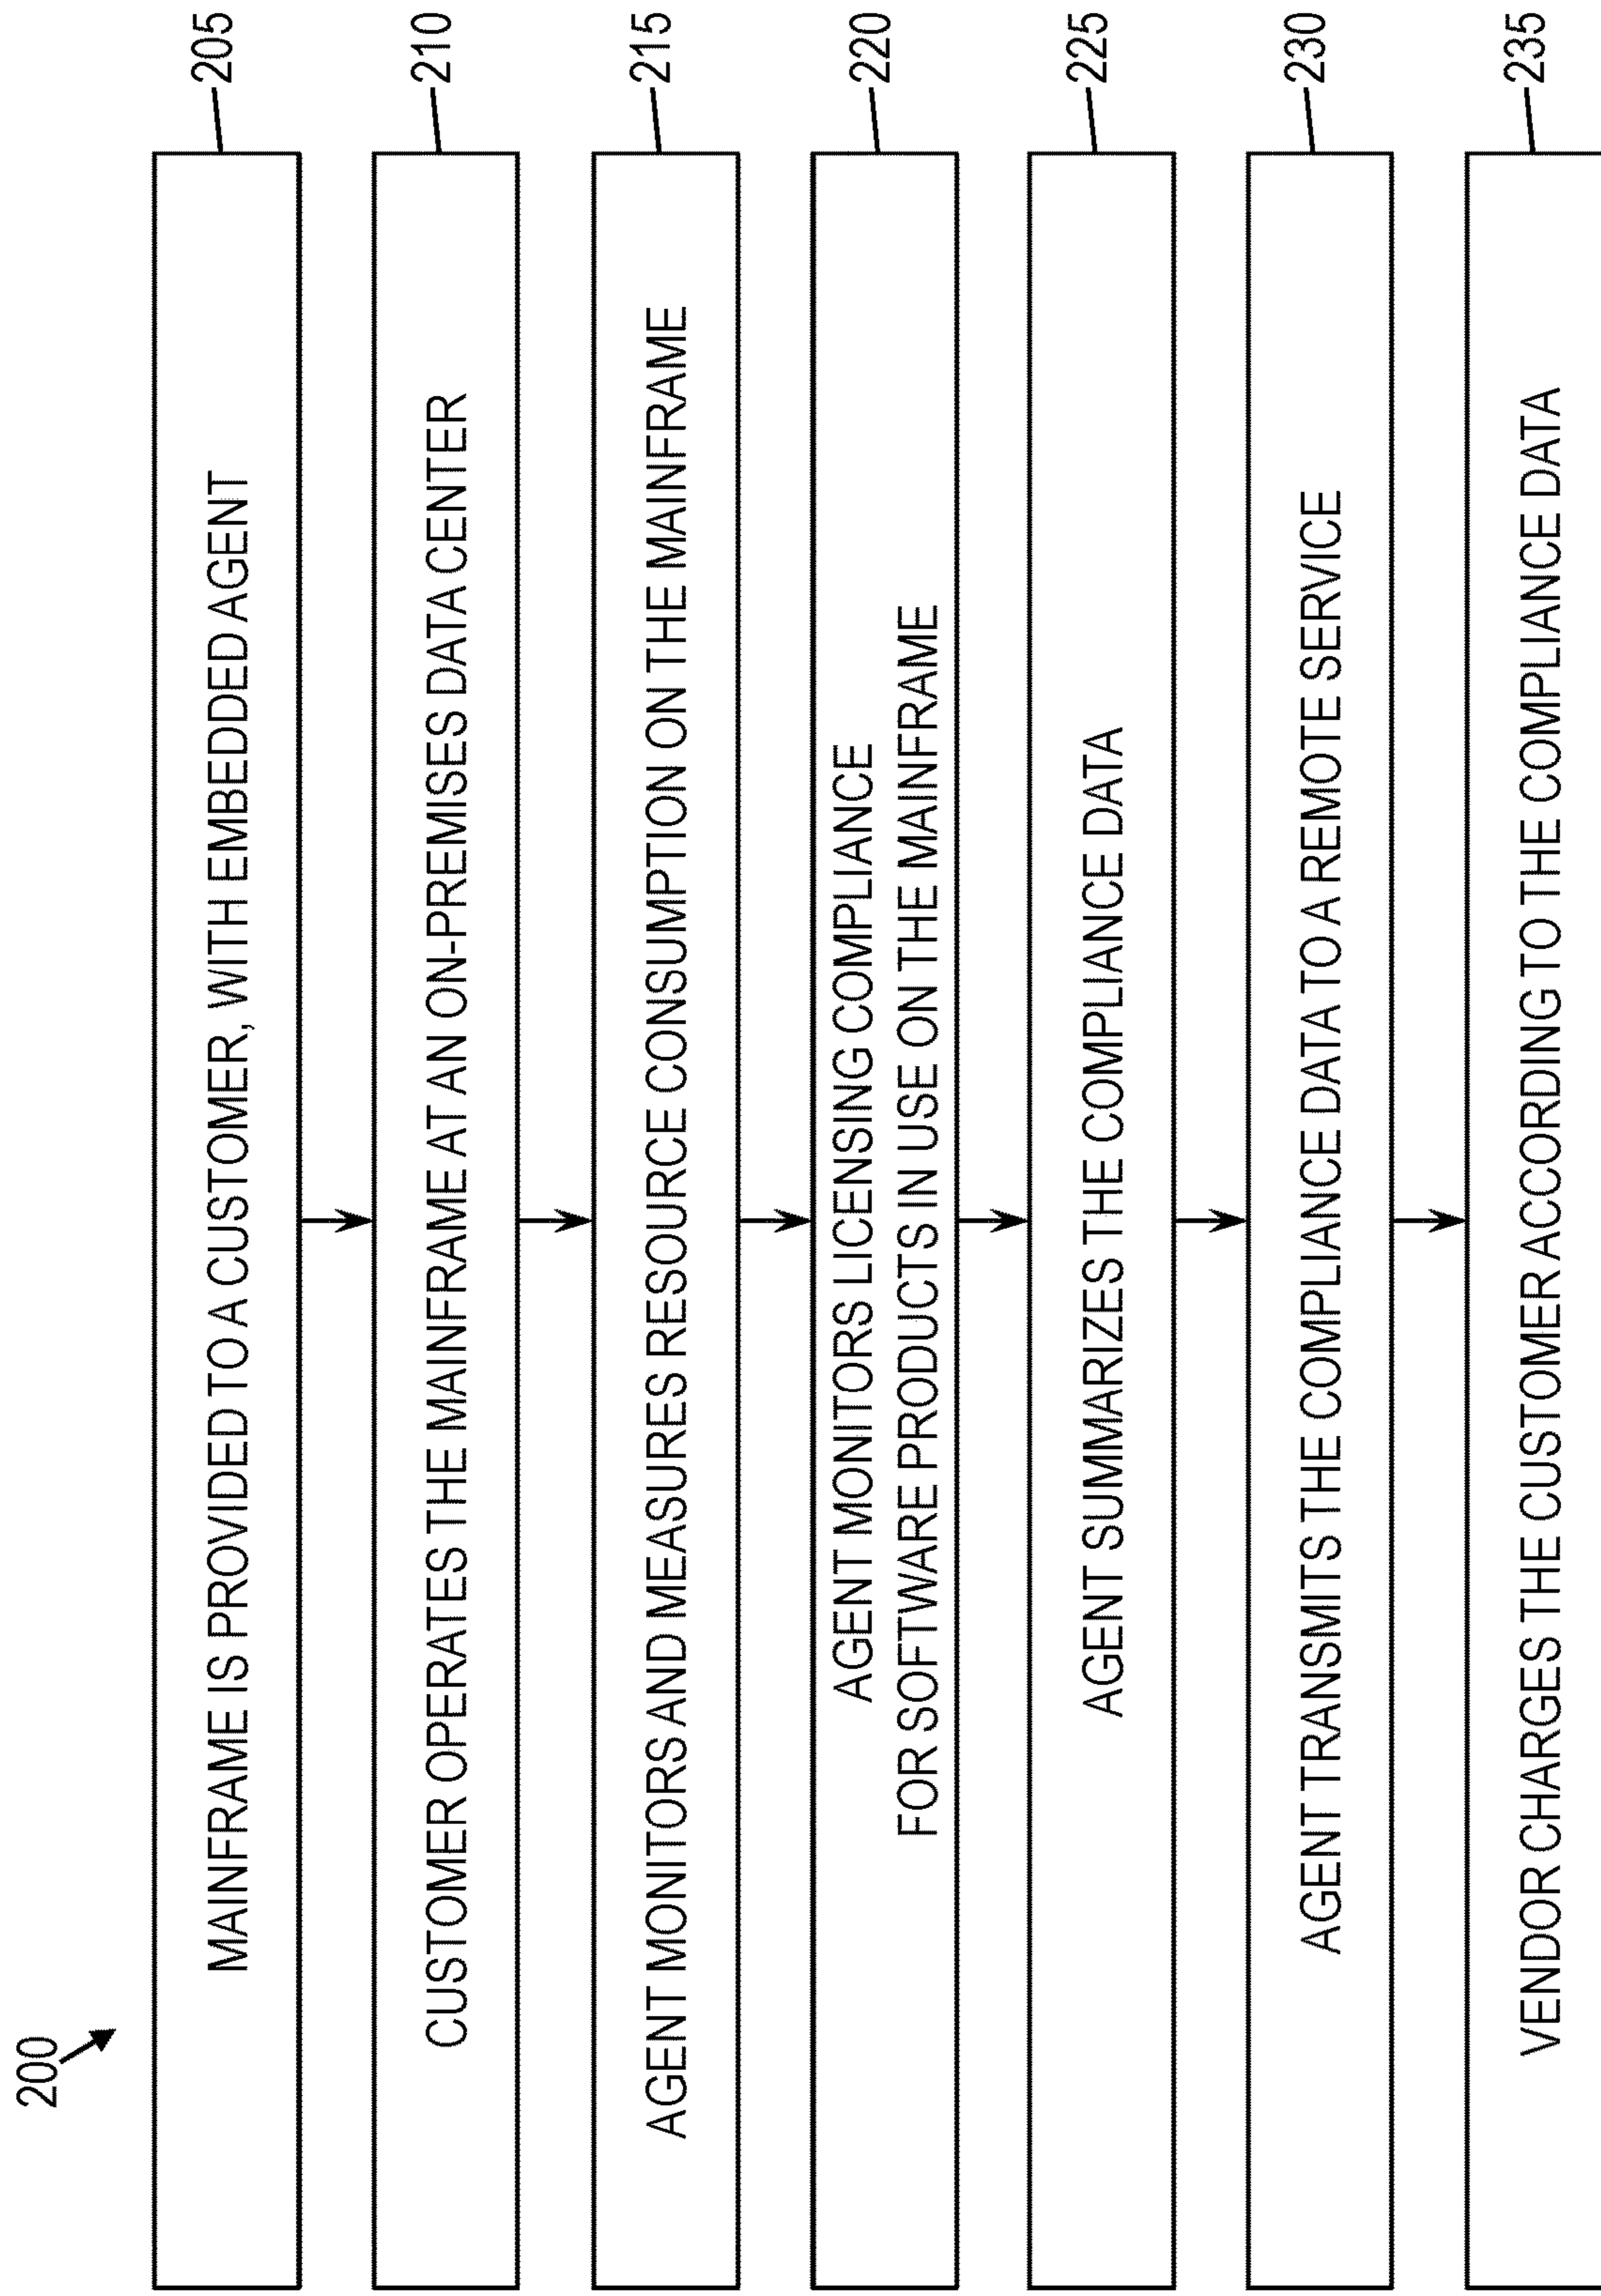 200
MAINFRAME IS PROVIDED TO A CUSTOMER, WITH EMBEDDED AGENT
205
CUSTOMER OPERATES THE MAINFRAME AT AN ON-PREMISES DATA CENTER
210
AGENT MONITORS AND MEASURES RESOURCE CONSUMPTION ON THE MAINFRAME
215
AGENT MONITORS LICENSING COMPLIANCE
FOR SOFTWARE PRODUCTS IN USE ON THE MAINFRAME
220
AGENT SUMMARIZES THE COMPLIANCE DATA
225
AGENT TRANSMITS THE COMPLIANCE DATA TO A REMOTE SERVICE
230
VENDOR CHARGES THE CUSTOMER ACCORDING TO THE COMPLIANCE DATA
235